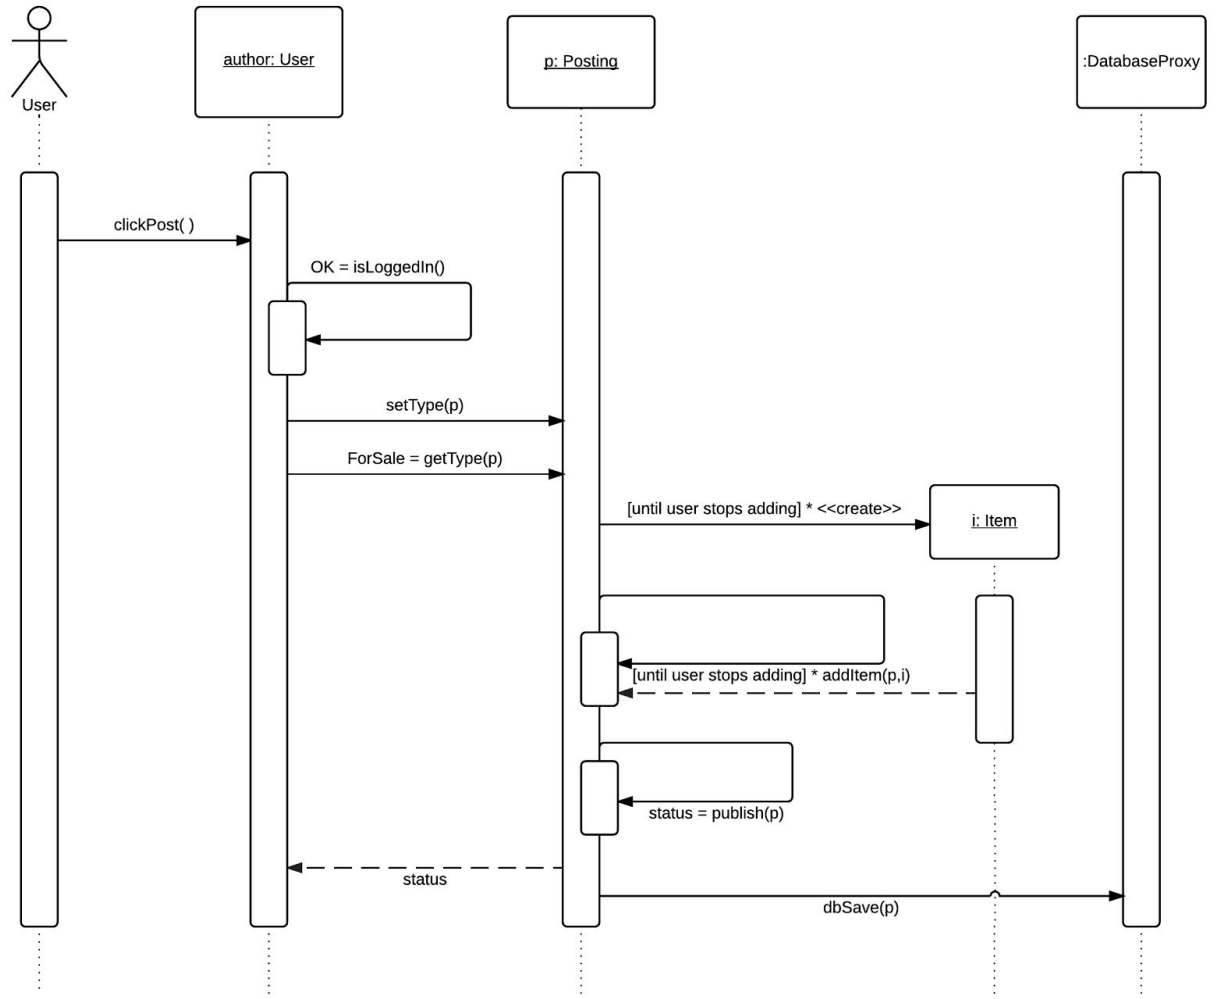 User
author: User
p: Posting
:DatabaseProxy
clickPost( )
OK = isLoggedIn()
setType(p)
ForSale = getType(p)
[until user stops adding] * <<create>>
i: Item
[until user stops adding] * addItem(p,i)
status = publish(p)
status
dbSave(p)